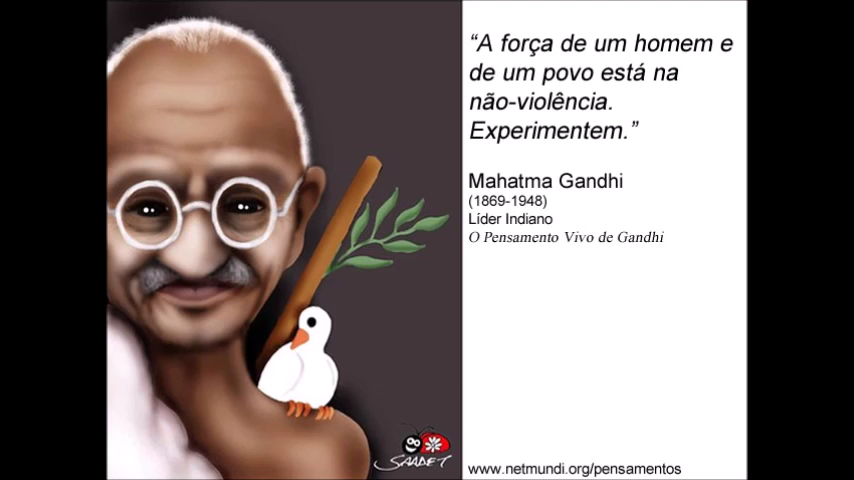 “A força de um homem e
de um povo está na
não-violência.
Experimentem.”
Mahatma Gandhi
(1869-1948)
Líder Indiano
O Pensamento Vivo de Gandhi
SAADET
www.netmundi.org/pensamentos